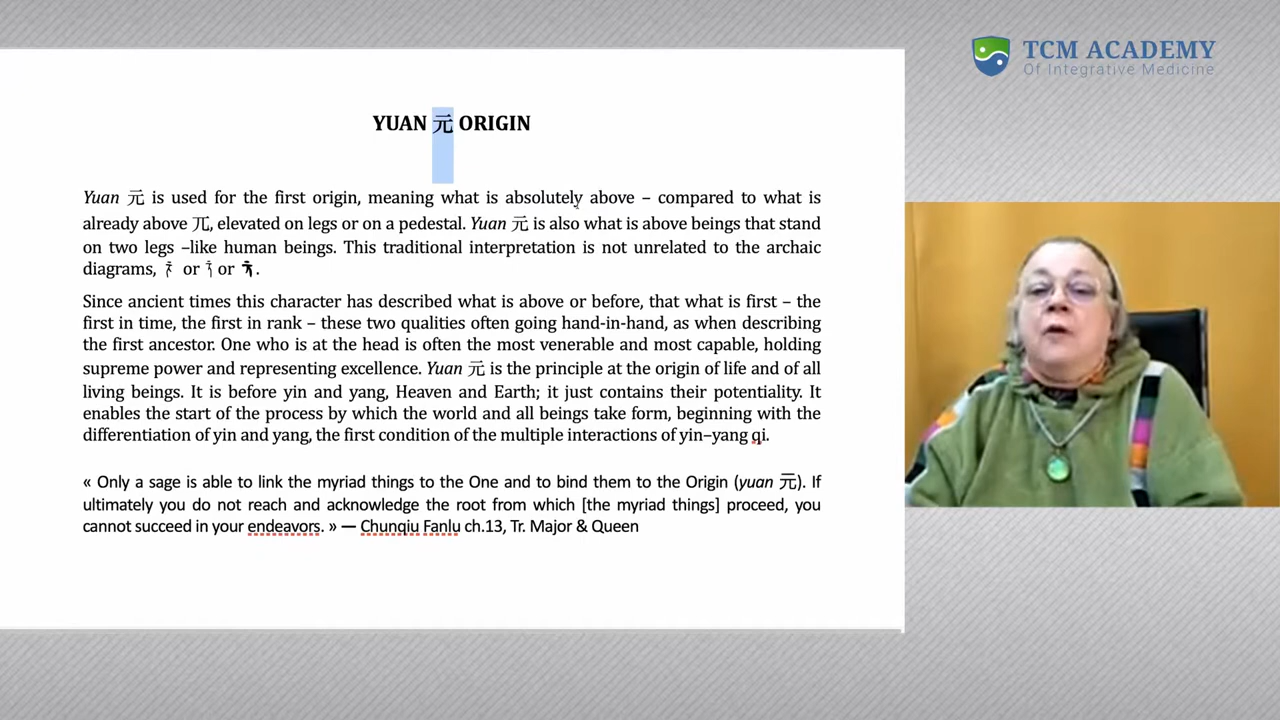 TCM ACADEMY
Of Integrative Medicine
YUAN 元 ORIGIN
Yuan 元 is used for the first origin, meaning what is absolutely above – compared to what is
already above 兀, elevated on legs or on a pedestal. Yuan 元 is also what is above beings that stand
on two legs –like human beings. This traditional interpretation is not unrelated to the archaic
diagrams, or or .
Since ancient times this character has described what is above or before, that what is first – the
first in time, the first in rank – these two qualities often going hand-in-hand, as when describing
the first ancestor. One who is at the head is often the most venerable and most capable, holding
supreme power and representing excellence. Yuan 元 is the principle at the origin of life and of all
living beings. It is before yin and yang, Heaven and Earth; it just contains their potentiality. It
enables the start of the process by which the world and all beings take form, beginning with the
differentiation of yin and yang, the first condition of the multiple interactions of yin–yang qi.
« Only a sage is able to link the myriad things to the One and to bind them to the Origin (yuan 元). If
ultimately you do not reach and acknowledge the root from which [the myriad things] proceed, you
cannot succeed in your endeavors. » — Chunqiu Fanlu ch.13, Tr. Major & Queen